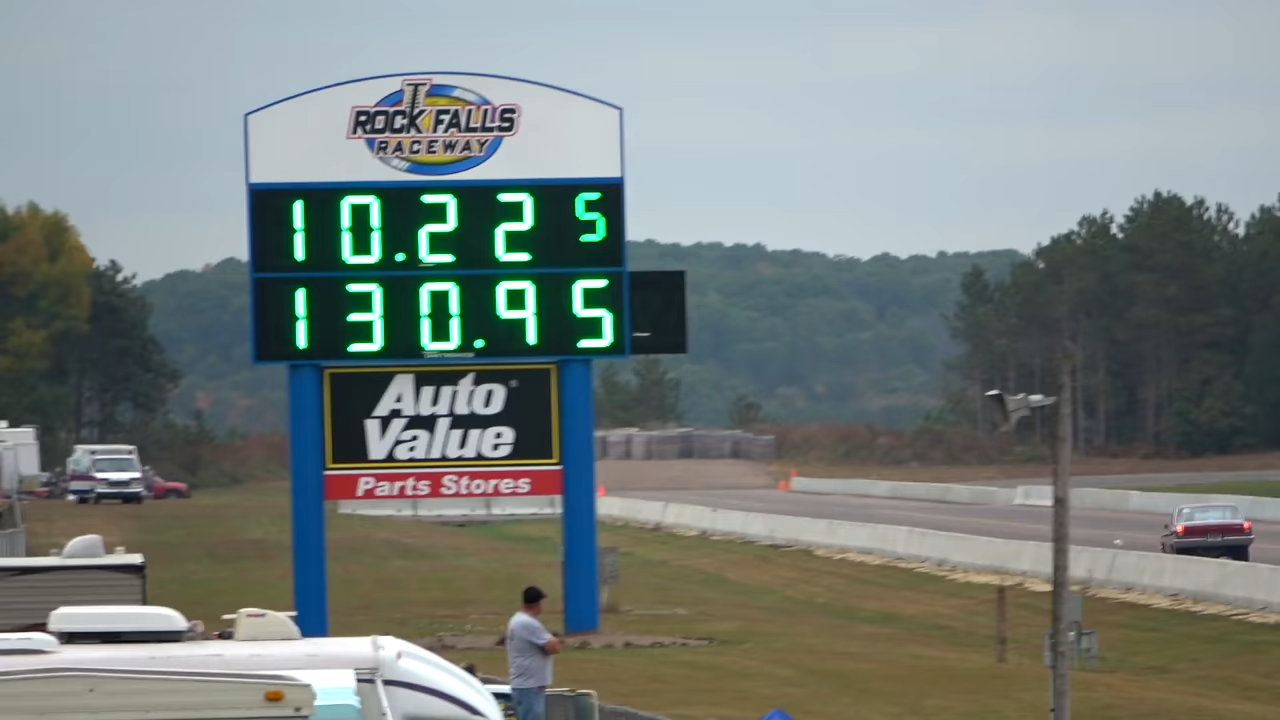 ROCK FALLS
RACEWAY
10.225
130.95
Auto
Value
Parts Stores